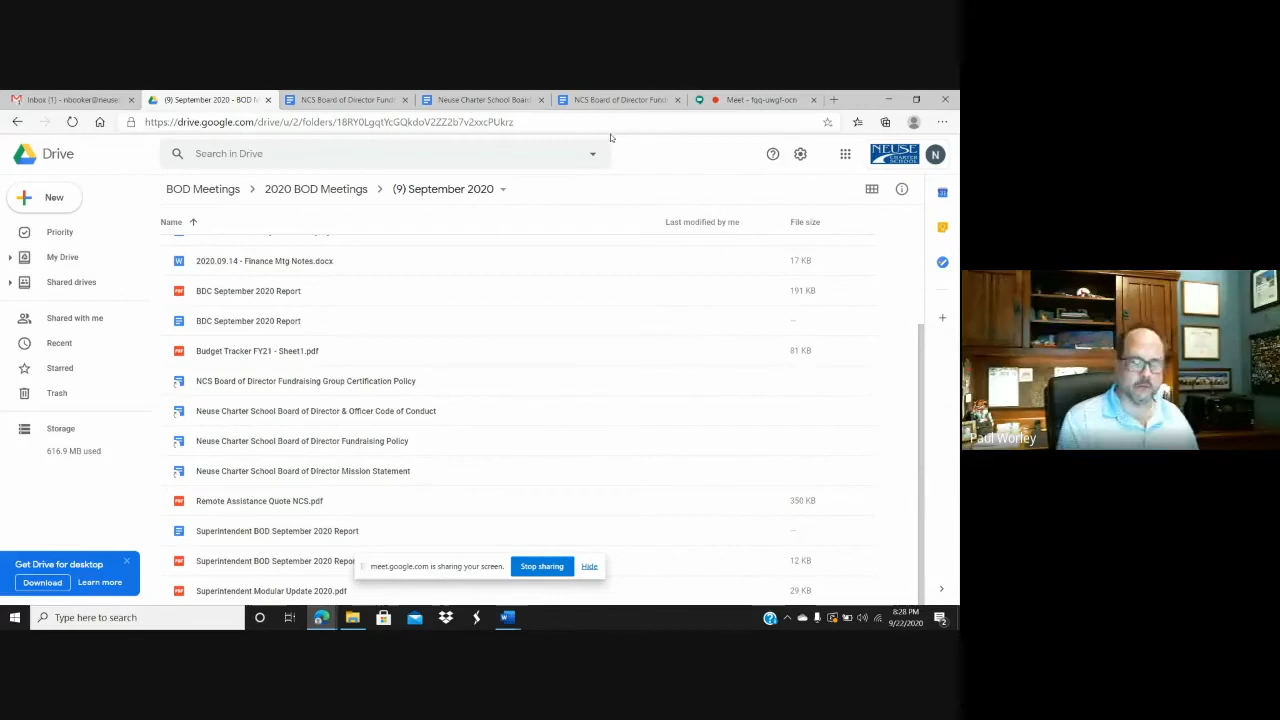 Inbox (1) - nbooker@neuse
(9) September 2020 - BOD M
NCS Board of Director Fund
Neuse Charter School Board
NCS Board of Director Fund
Meet - fqq-uwgf-ocn
https://drive.google.com/drive/u/2/folders/18RY0LgqtYcGQkdoV2ZZ2b7v2xxcPUkrz
Drive
Search in Drive
NEUSE
CHARTER SCHOOL
N
New
BOD Meetings
2020 BOD Meetings
(9) September 2020
Name
Last modified by me
File size
Priority
My Drive
Shared drives
Shared with me
Recent
Starred
Trash
Storage
616.9 MB used
2020.09.14 - Finance Mtg Notes.docx
17 KB
BDC September 2020 Report
191 KB
BDC September 2020 Report
–
Budget Tracker FY21 - Sheet1.pdf
81 KB
NCS Board of Director Fundraising Group Certification Policy
Neuse Charter School Board of Director & Officer Code of Conduct
Neuse Charter School Board of Director Fundraising Policy
Neuse Charter School Board of Director Mission Statement
Remote Assistance Quote NCS.pdf
350 KB
Superintendent BOD September 2020 Report
–
Superintendent BOD September 2020 Repor
12 KB
Superintendent Modular Update 2020.pdf
29 KB
Get Drive for desktop
Download
Learn more
meet.google.com is sharing your screen.
Stop sharing
Hide
Type here to search
8:28 PM
9/22/2020
Paul Worley